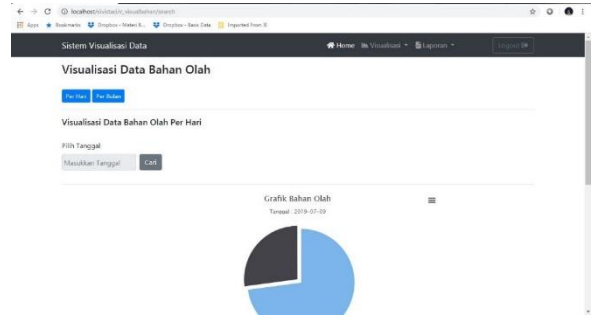 localhost/sivistaci/c_visualbahan/search
Apps Bookmarks Dropbox - Materi B... Dropbox - Basis Data Imported From IE
Sistem Visualisasi Data Home Visualisasi Laporan Logout
Visualisasi Data Bahan Olah
Per Hari Per Bulan
Visualisasi Data Bahan Olah Per Hari
Pilih Tanggal
Masukkan Tanggal Cari
Grafik Bahan Olah
Tanggal : 2019-07-09